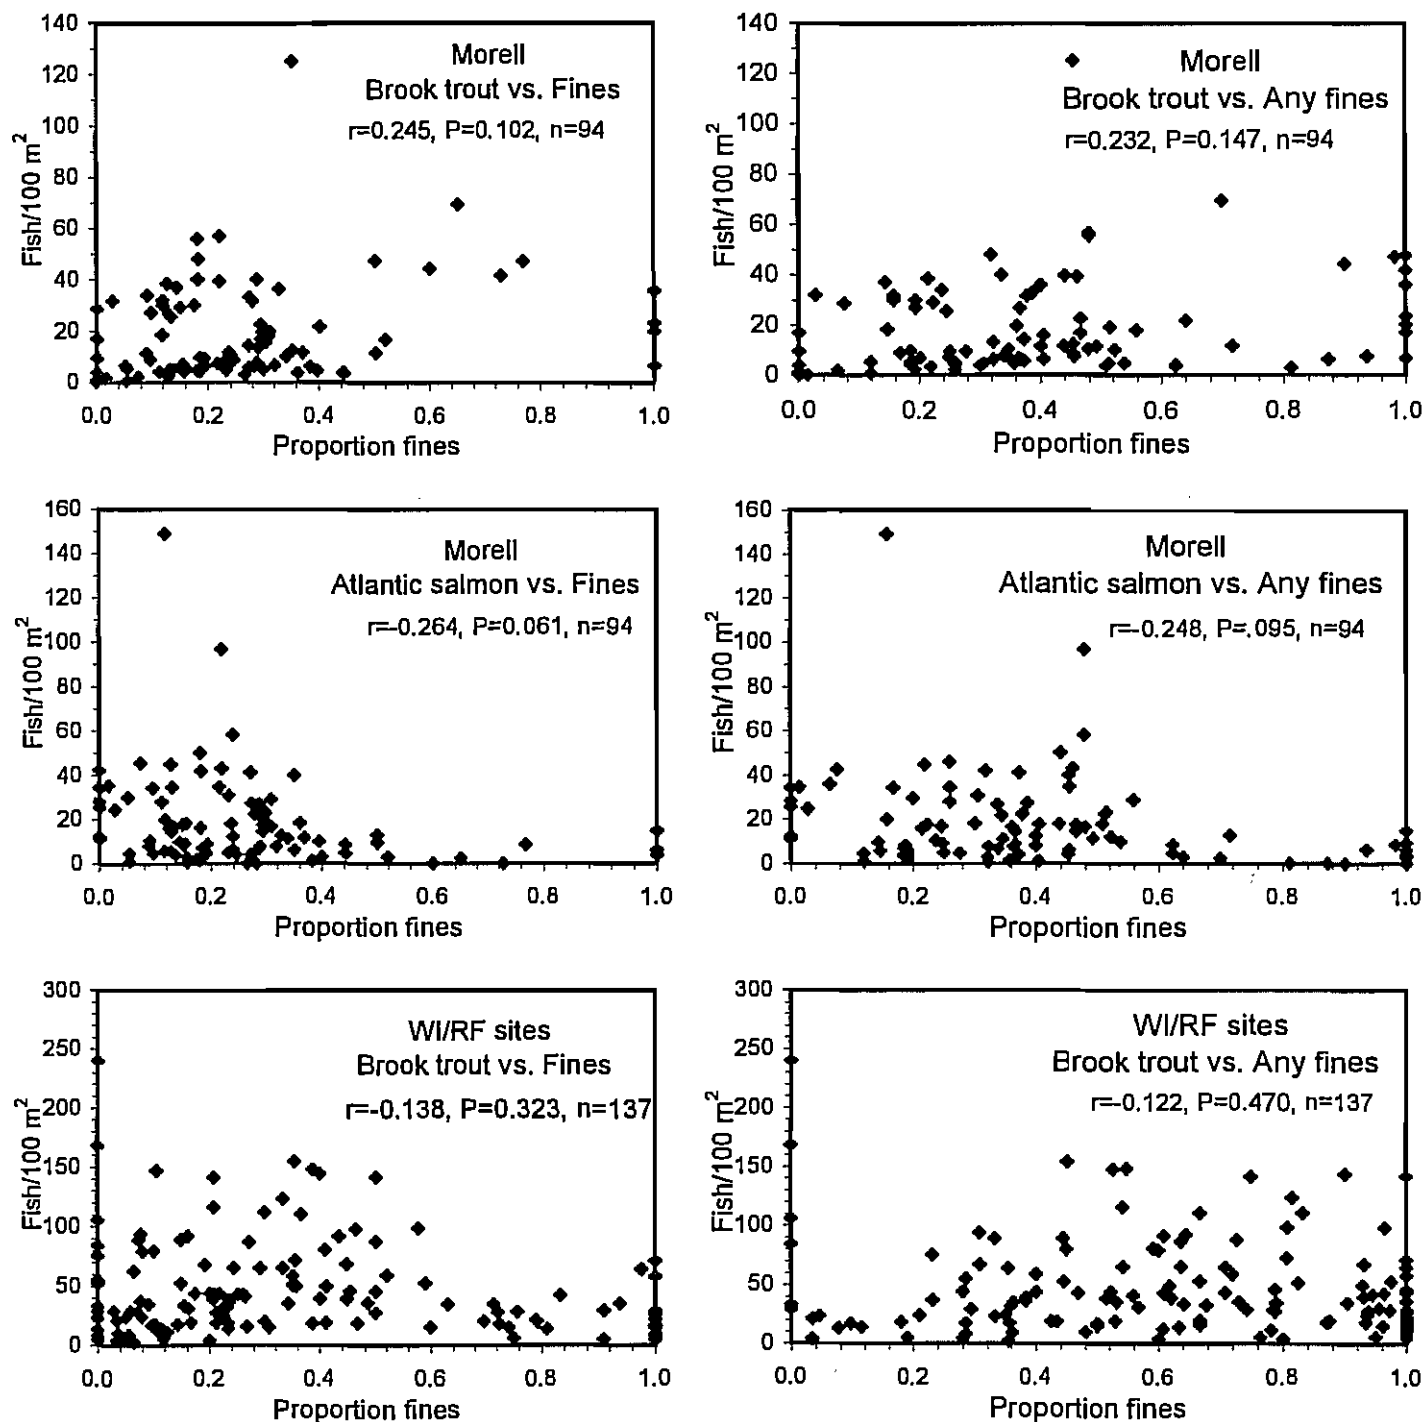 140
120
100
80
60
40
20
0
Fish/100 m²
Morell
Brook trout vs. Fines
r=0.245, P=0.102, n=94
0.0 0.2 0.4 0.6 0.8 1.0
Proportion fines
140
120
100
80
60
40
20
0
Fish/100 m²
Morell
Brook trout vs. Any fines
r=0.232, P=0.147, n=94
0.0 0.2 0.4 0.6 0.8 1.0
Proportion fines
160
140
120
100
80
60
40
20
0
Fish/100 m²
Morell
Atlantic salmon vs. Fines
r=-0.264, P=0.061, n=94
0.0 0.2 0.4 0.6 0.8 1.0
Proportion fines
160
140
120
100
80
60
40
20
0
Fish/100 m²
Morell
Atlantic salmon vs. Any fines
r=-0.248, P=.095, n=94
0.0 0.2 0.4 0.6 0.8 1.0
Proportion fines
300
250
200
150
100
50
0
Fish/100 m²
WI/RF sites
Brook trout vs. Fines
r=-0.138, P=0.323, n=137
0.0 0.2 0.4 0.6 0.8 1.0
Proportion fines
300
250
200
150
100
50
0
Fish/100 m²
WI/RF sites
Brook trout vs. Any fines
r=-0.122, P=0.470, n=137
0.0 0.2 0.4 0.6 0.8 1.0
Proportion fines